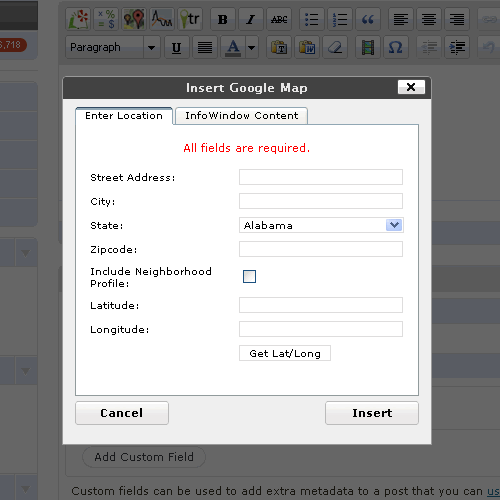 6,718
tr
B I ABC
Paragraph U A
Insert Google Map X
Enter Location InfoWindow Content
All fields are required.
Street Address:
City:
State: Alabama
Zipcode:
Include Neighborhood
Profile:
Latitude:
Longitude:
Get Lat/Long
Cancel Insert
Add Custom Field
Custom fields can be used to add extra metadata to a post that you can